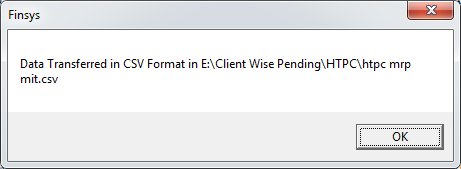 Finsys
Data Transferred in CSV Format in E:\Client Wise Pending\HTPC\htpc mrp
mit.csv
OK